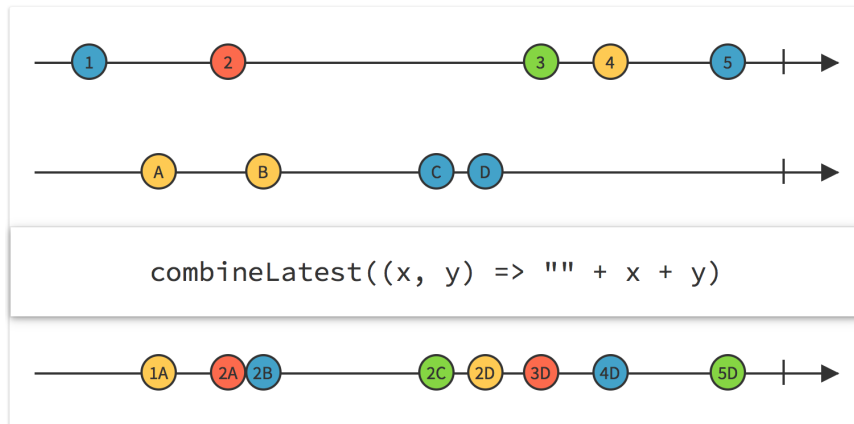 1 2 3 4 5
A B C D
combineLatest((x, y) => "" + x + y)
1A 2A 2B 2C 2D 3D 4D 5D